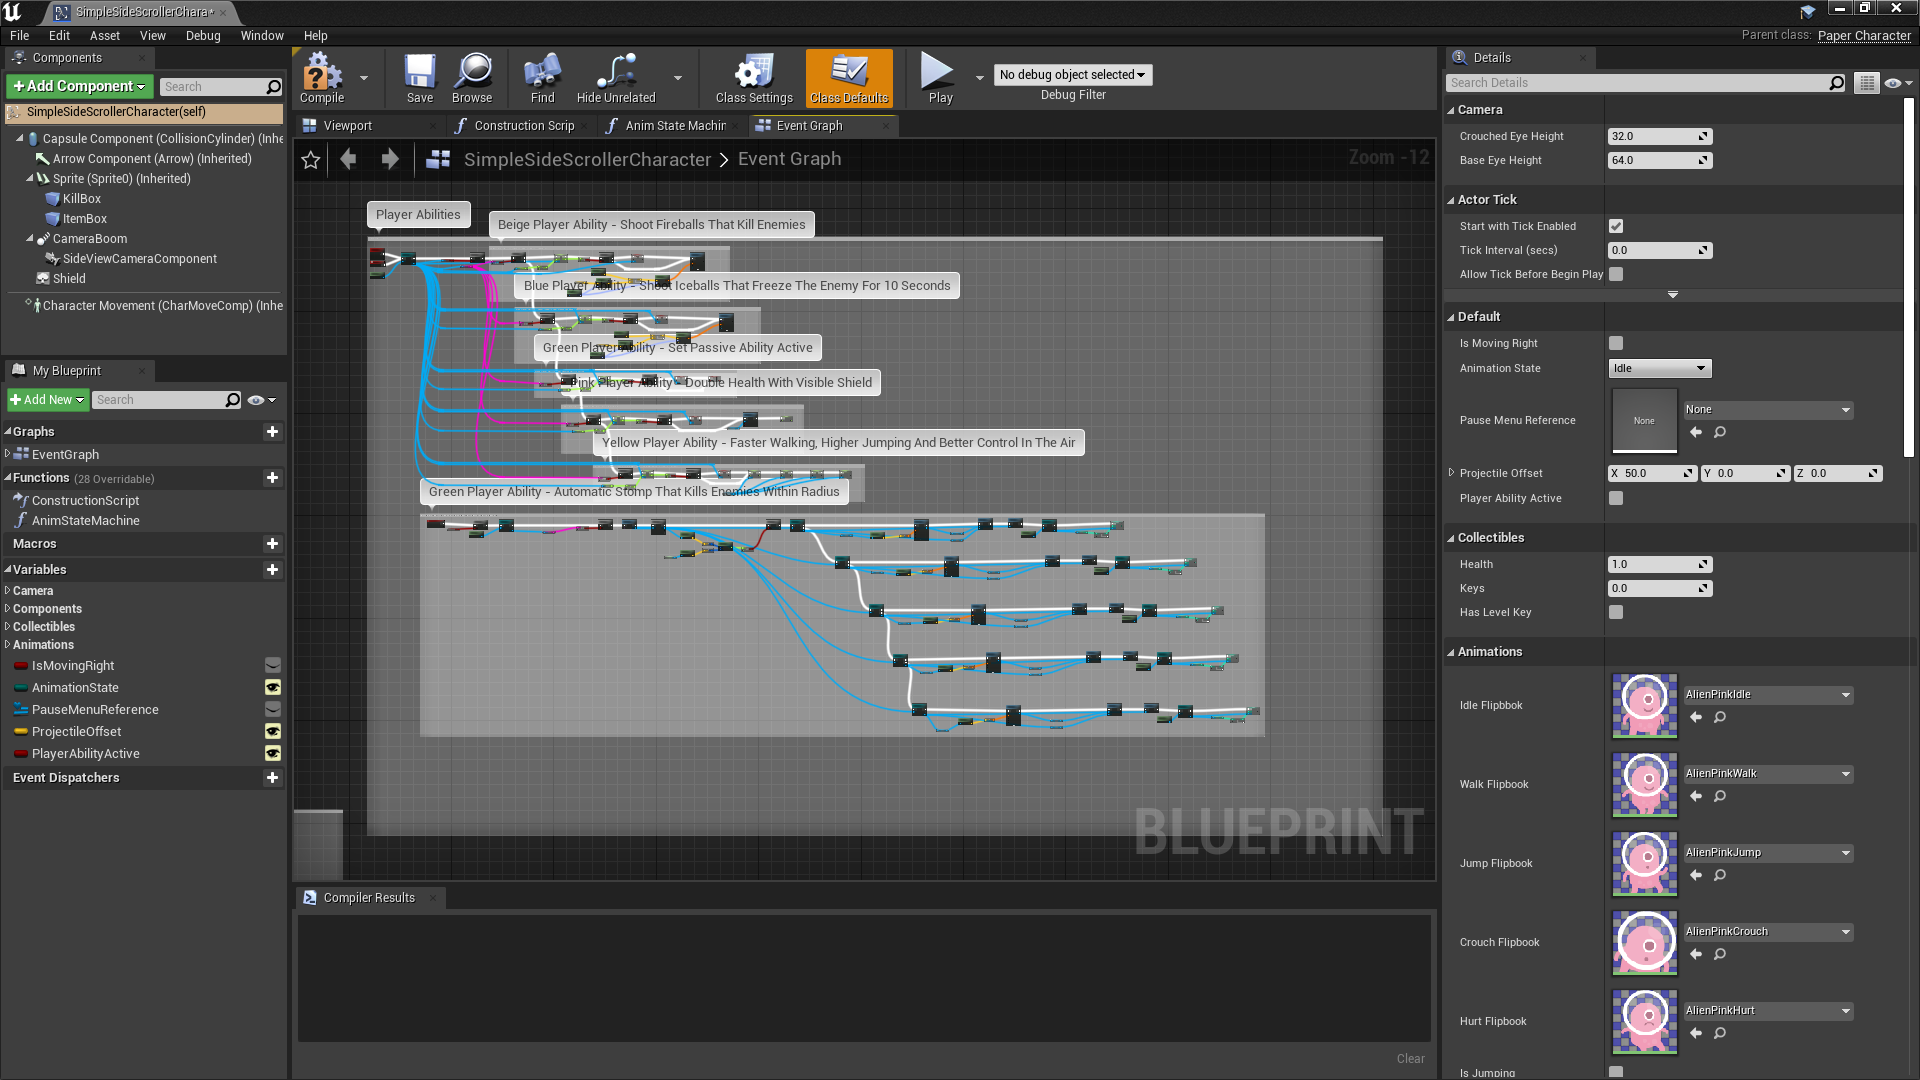 SimpleSideScrollerChara*
File Edit Asset View Debug Window Help
Parent class: Paper Character
Components
+ Add Component
Search
SimpleSideScrollerCharacter(self)
Capsule Component (CollisionCylinder) (Inhe
Arrow Component (Arrow) (Inherited)
Sprite (Sprite0) (Inherited)
KillBox
ItemBox
CameraBoom
SideViewCameraComponent
Shield
Character Movement (CharMoveComp) (Inhe
My Blueprint
+ Add New
Search
Graphs
EventGraph
Functions (28 Overridable)
ConstructionScript
AnimStateMachine
Macros
Variables
Camera
Components
Collectibles
Animations
IsMovingRight
AnimationState
PauseMenuReference
ProjectileOffset
PlayerAbilityActive
Event Dispatchers
Compile
Save
Browse
Find
Hide Unrelated
Class Settings
Class Defaults
Play
No debug object selected
Debug Filter
Viewport
Construction Scrip
Anim State Machin
Event Graph
SimpleSideScrollerCharacter > Event Graph
Zoom -12
Player Abilities
Beige Player Ability - Shoot Fireballs That Kill Enemies
Blue Player Ability - Shoot Iceballs That Freeze The Enemy For 10 Seconds
Green Player Ability - Set Passive Ability Active
Pink Player Ability - Double Health With Visible Shield
Yellow Player Ability - Faster Walking, Higher Jumping And Better Control In The Air
Green Player Ability - Automatic Stomp That Kills Enemies Within Radius
BLUEPRINT
Compiler Results
Clear
Details
Search Details
Camera
Crouched Eye Height 32.0
Base Eye Height 64.0
Actor Tick
Start with Tick Enabled
Tick Interval (secs) 0.0
Allow Tick Before Begin Play
Default
Is Moving Right
Animation State Idle
Pause Menu Reference None None
Projectile Offset X 50.0 Y 0.0 Z 0.0
Player Ability Active
Collectibles
Health 1.0
Keys 0.0
Has Level Key
Animations
Idle Flipbbok AlienPinkIdle
Walk Flipbook AlienPinkWalk
Jump Flipbook AlienPinkJump
Crouch Flipbook AlienPinkCrouch
Hurt Flipbook AlienPinkHurt
Is Jumping